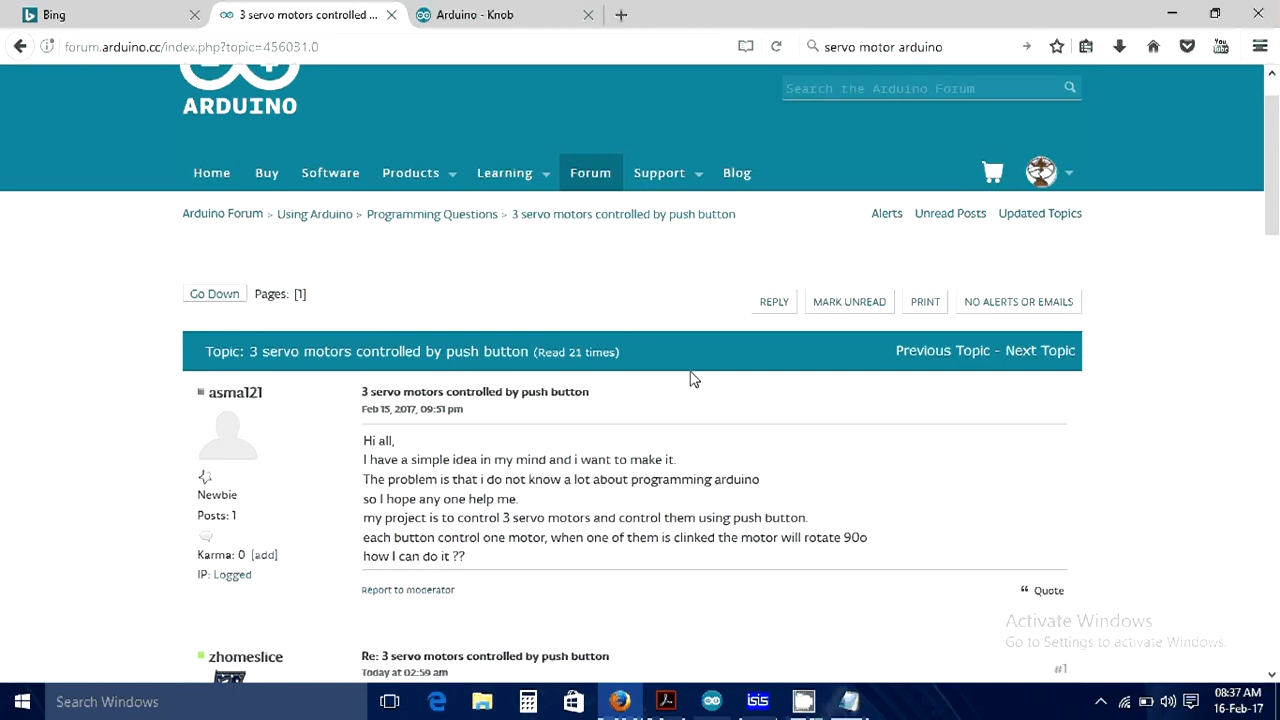 Bing
3 servo motors controlled ...
Arduino - Knob
forum.arduino.cc/index.php?topic=456031.0
servo motor arduino
You Tube
ARDUINO
Search the Arduino Forum
Home Buy Software Products Learning Forum Support Blog
Arduino Forum > Using Arduino > Programming Questions > 3 servo motors controlled by push button
Alerts Unread Posts Updated Topics
Go Down Pages: [1]
REPLY MARK UNREAD PRINT NO ALERTS OR EMAILS
Topic: 3 servo motors controlled by push button (Read 21 times)
Previous Topic - Next Topic
asma121
3 servo motors controlled by push button
Feb 15, 2017, 09:51 pm
Hi all,
I have a simple idea in my mind and i want to make it.
The problem is that i do not know a lot about programming arduino
so I hope any one help me.
my project is to control 3 servo motors and control them using push button.
each button control one motor, when one of them is clinked the motor will rotate 90o
how I can do it ??
Newbie
Posts: 1
Karma: 0 [add]
IP: Logged
Report to moderator
“ Quote
Activate Windows
Go to Settings to activate Windows.
zhomeslice
Re: 3 servo motors controlled by push button
Today at 02:59 am
#1
Search Windows
isis
08:37 AM
16-Feb-17